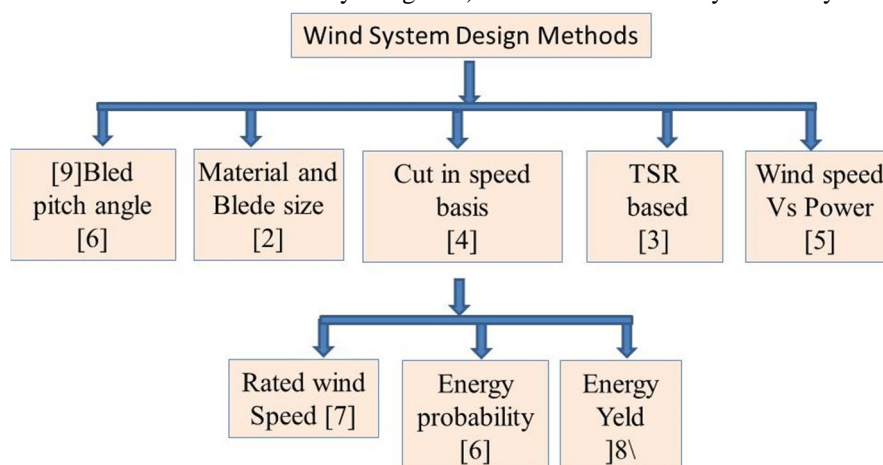 Wind System Design Methods
[9]Bled
pitch angle
[6]
Material and
Blede size
[2]
Cut in speed
basis
[4]
TSR
based
[3]
Wind speed
Vs Power
[5]
Rated wind
Speed [7]
Energy
probability
[6]
Energy
Yeld
]8\